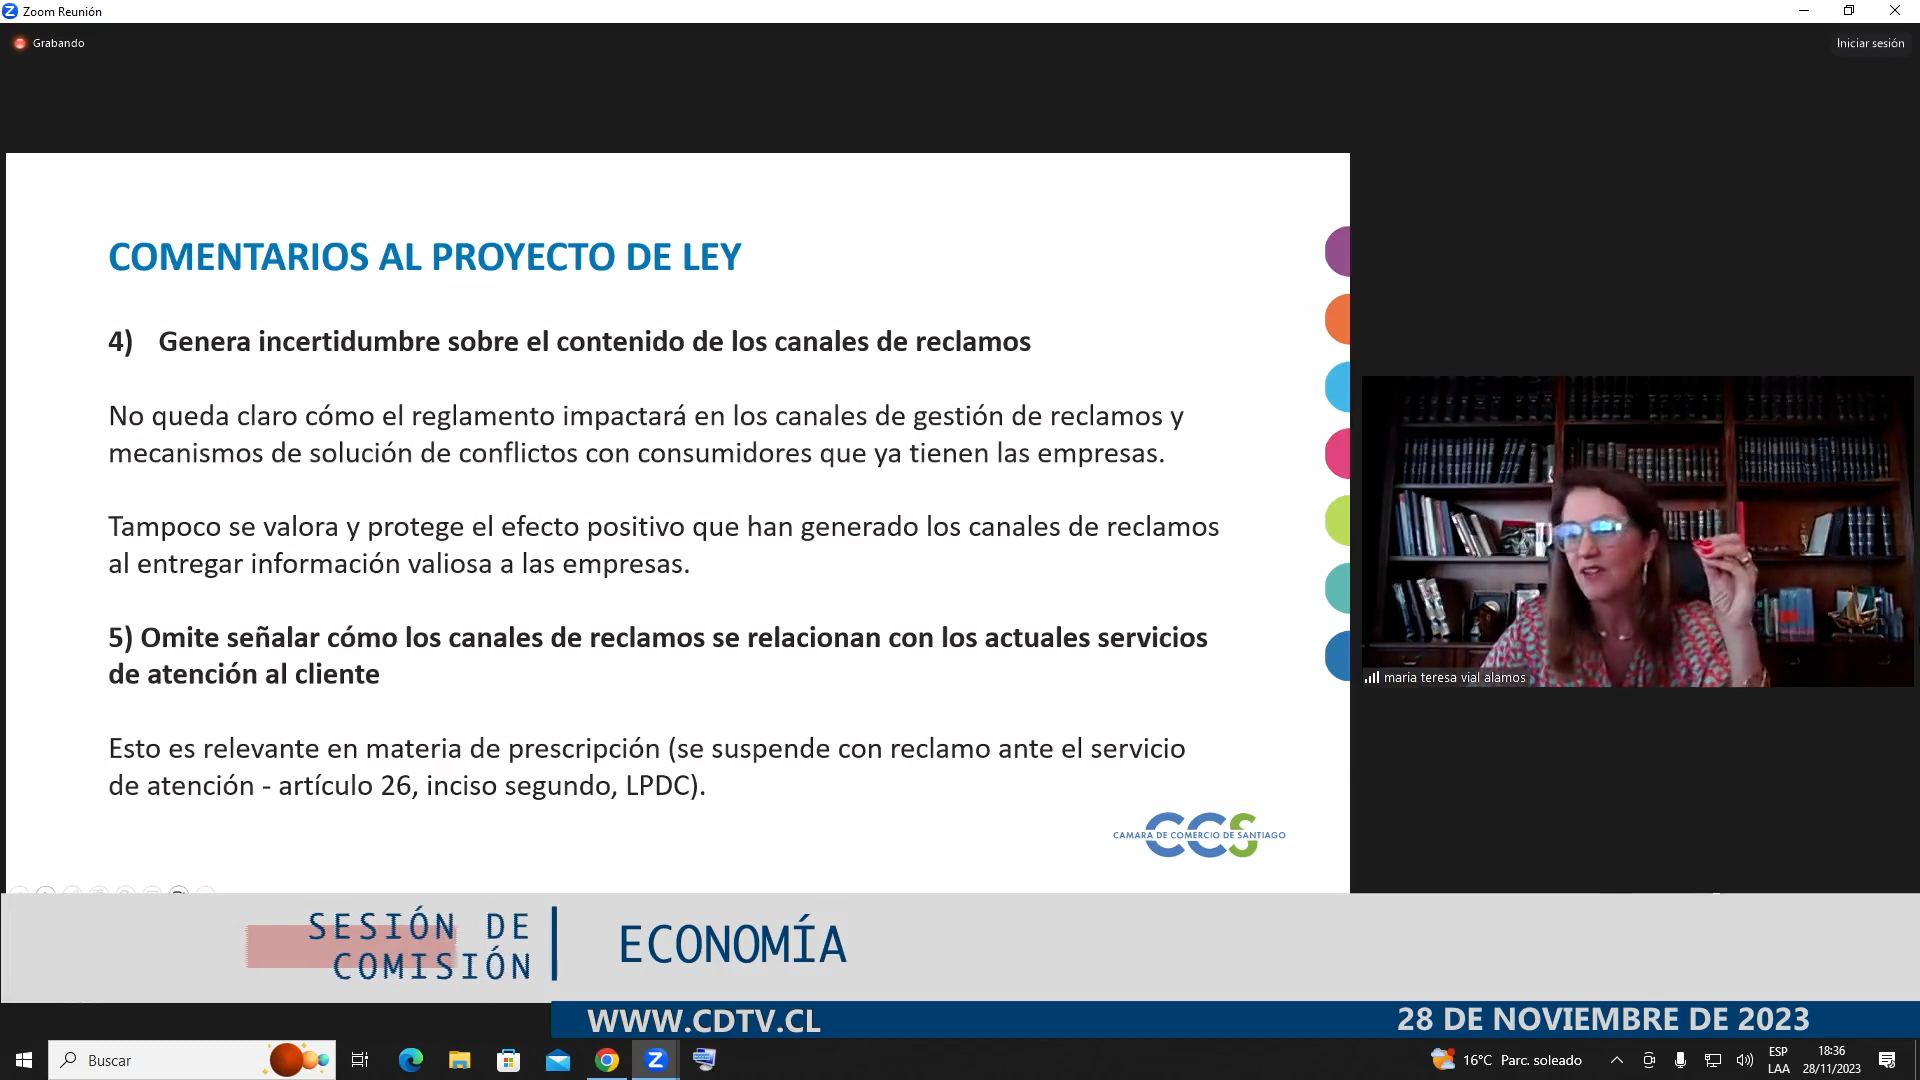 Zoom Reunión
Grabando
Iniciar sesión
COMENTARIOS AL PROYECTO DE LEY
4) Genera incertidumbre sobre el contenido de los canales de reclamos
No queda claro cómo el reglamento impactará en los canales de gestión de reclamos y
mecanismos de solución de conflictos con consumidores que ya tienen las empresas.
Tampoco se valora y protege el efecto positivo que han generado los canales de reclamos
al entregar información valiosa a las empresas.
5) Omite señalar cómo los canales de reclamos se relacionan con los actuales servicios
de atención al cliente
Esto es relevante en materia de prescripción (se suspende con reclamo ante el servicio
de atención - artículo 26, inciso segundo, LPDC).
CCS
CAMARA DE COMERCIO DE SANTIAGO
maria teresa vial alamos
SESIÓN DE
COMISIÓN
ECONOMÍA
WWW.CDTV.CL
28 DE NOVIEMBRE DE 2023
Buscar
16°C Parc. soleado
ESP
LAA
18:36
28/11/2023